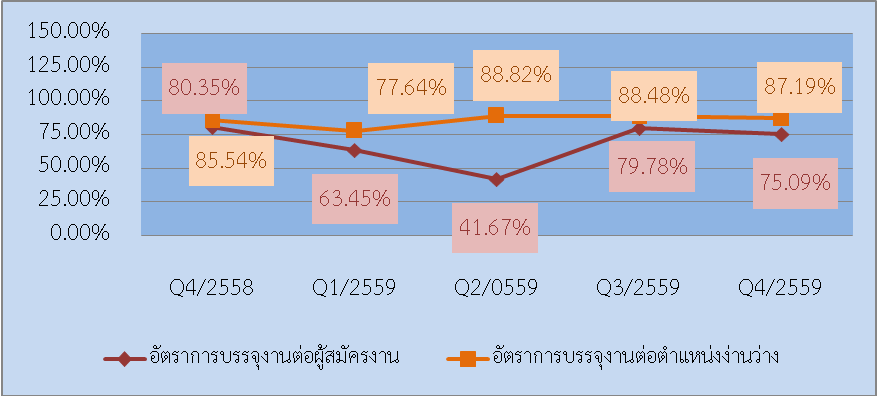 150.00%
125.00%
100.00%
75.00%
50.00%
25.00%
0.00%
80.35%
77.64%
88.82%
88.48%
87.19%
85.54%
63.45%
41.67%
79.78%
75.09%
Q4/2558
Q1/2559
Q2/0559
Q3/2559
Q4/2559
อัตราการบรรจุงานต่อผู้สมัครงาน
อัตราการบรรจุงานต่อตำแหน่งง่านว่าง